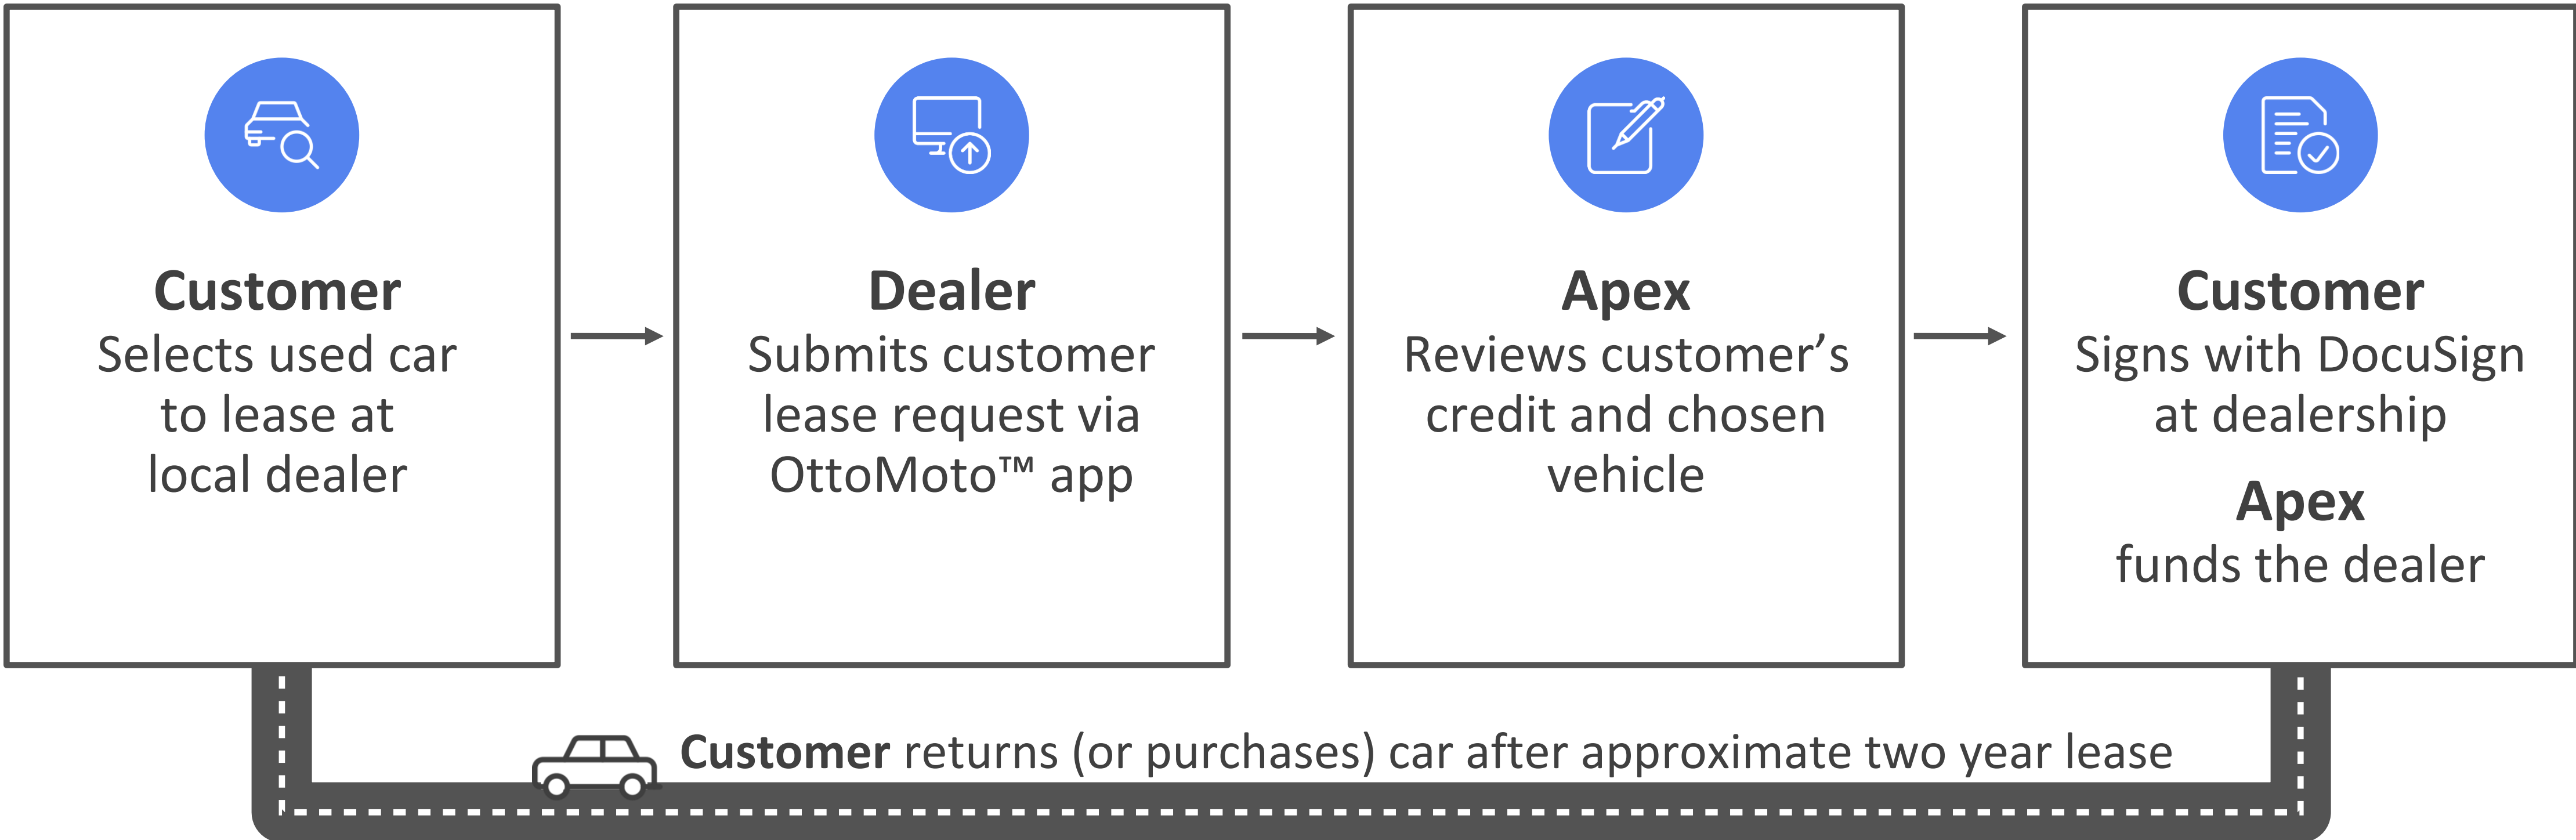 Customer
Selects used car
to lease at
local dealer
Dealer
Submits customer
lease request via
OttoMoto™ app
Apex
Reviews customer’s
credit and chosen
vehicle
Customer
Signs with DocuSign
at dealership
Apex
funds the dealer
Customer returns (or purchases) car after approximate two year lease